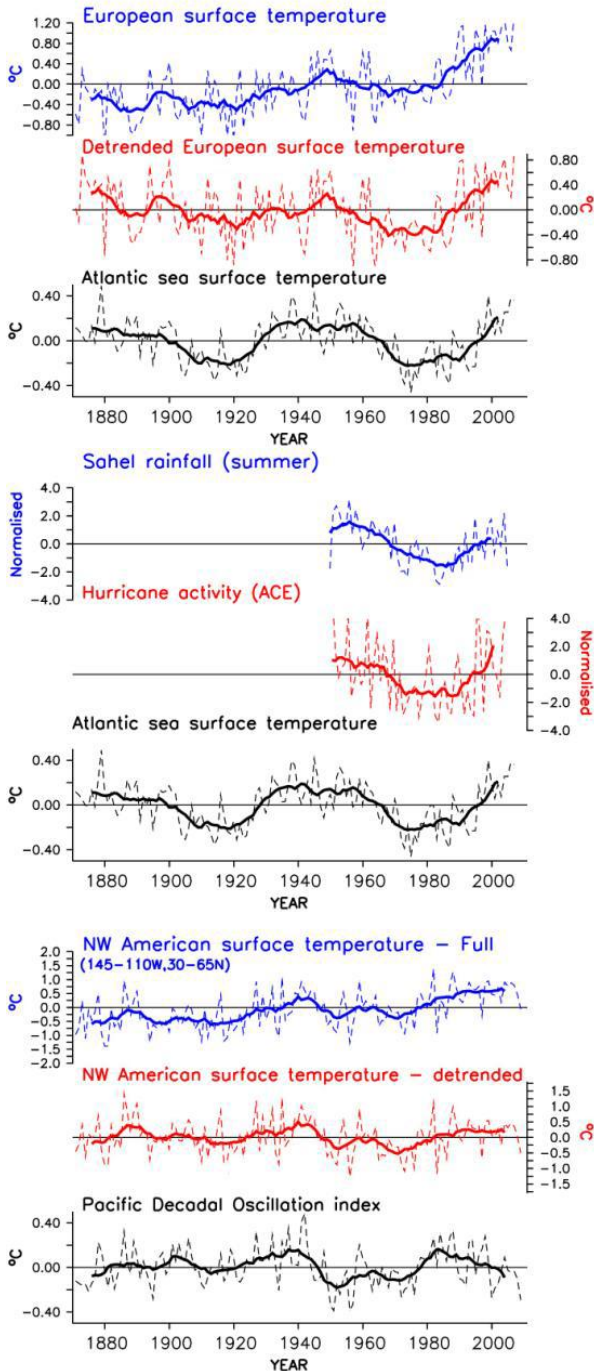 European surface temperature
1.20
0.80
0.40
0.00
−0.40
−0.80
°C
Detrended European surface temperature
0.80
0.40
0.00
−0.40
−0.80
°C
Atlantic sea surface temperature
0.40
0.00
−0.40
°C
1880 1900 1920 1940 1960 1980 2000
YEAR
Sahel rainfall (summer)
4.0
2.0
0.0
−2.0
−4.0
Normalised
Hurricane activity (ACE)
4.0
2.0
0.0
−2.0
−4.0
Normalised
Atlantic sea surface temperature
0.40
0.00
−0.40
°C
1880 1900 1920 1940 1960 1980 2000
YEAR
NW American surface temperature − Full
(145−110W,30−65N)
2.0
1.5
1.0
0.5
0.0
−0.5
−1.0
−1.5
−2.0
°C
NW American surface temperature − detrended
1.5
1.0
0.5
0.0
−0.5
−1.0
−1.5
°C
Pacific Decadal Oscillation index
0.40
0.00
−0.40
°C
1880 1900 1920 1940 1960 1980 2000
YEAR